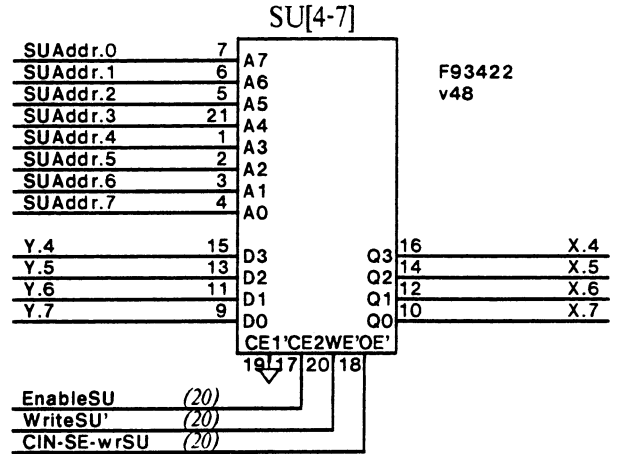 SU[4-7]
SUAddr.0 7 A7
SUAddr.1 6 A6
SUAddr.2 5 A5
SUAddr.3 21 A4
SUAddr.4 1 A3
SUAddr.5 2 A2
SUAddr.6 3 A1
SUAddr.7 4 A0
F93422
v48
Y.4 15 D3 Q3 16 X.4
Y.5 13 D2 Q2 14 X.5
Y.6 11 D1 Q1 12 X.6
Y.7 9 D0 Q0 10 X.7
CE1'CE2WE'OE'
19 17 20 18
EnableSU (20)
WriteSU' (20)
CIN-SE-wrSU (20)